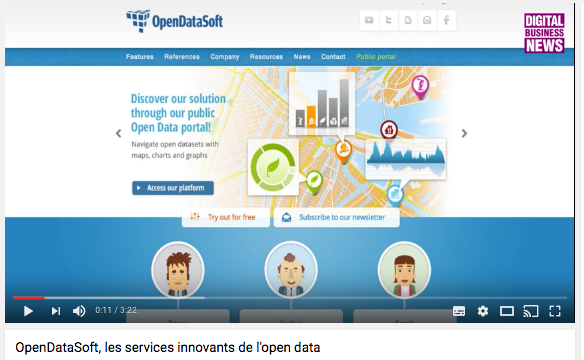 OpenDataSoft
DIGITAL
BUSINESS
NEWS
Features References Company Resources News Contact Public portal
Discover our solution
through our public
Open Data portal!
Navigate open datasets with
maps, charts and graphs
Access our platform
Try out for free
Subscribe to our newsletter
0:11 / 3:22
OpenDataSoft, les services innovants de l'open data